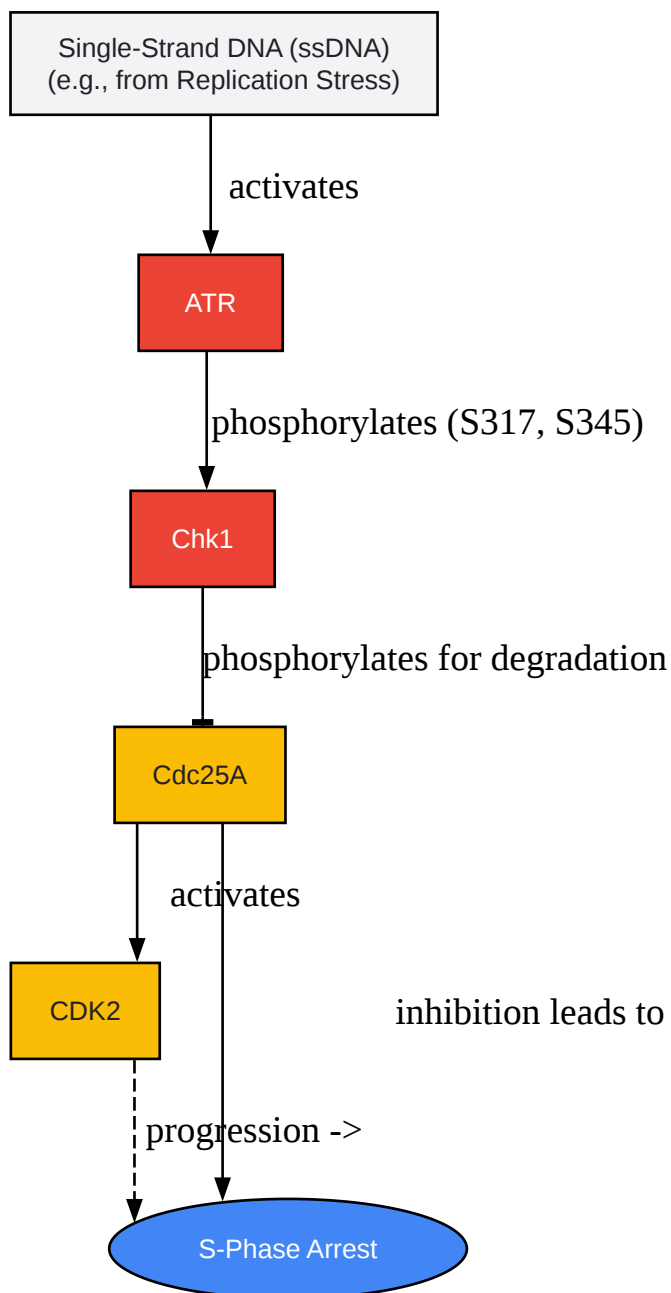 Single-Strand DNA (ssDNA)
(e.g., from Replication Stress)
activates
ATR
phosphorylates (S317, S345)
Chk1
phosphorylates for degradation
Cdc25A
activates
CDK2
inhibition leads to
progression ->
S-Phase Arrest